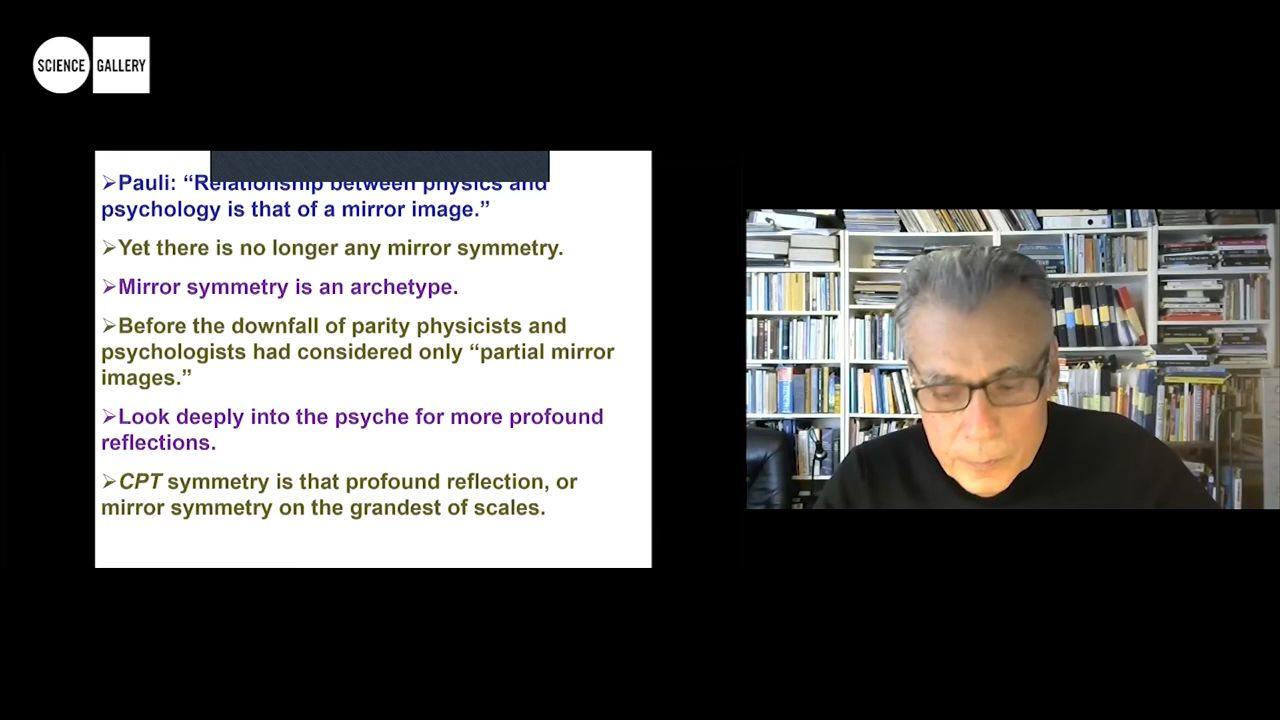 SCIENCE GALLERY
➢Pauli: “Relationship between physics and
psychology is that of a mirror image.”
➢Yet there is no longer any mirror symmetry.
➢Mirror symmetry is an archetype.
➢Before the downfall of parity physicists and
psychologists had considered only “partial mirror
images.”
➢Look deeply into the psyche for more profound
reflections.
➢CPT symmetry is that profound reflection, or
mirror symmetry on the grandest of scales.